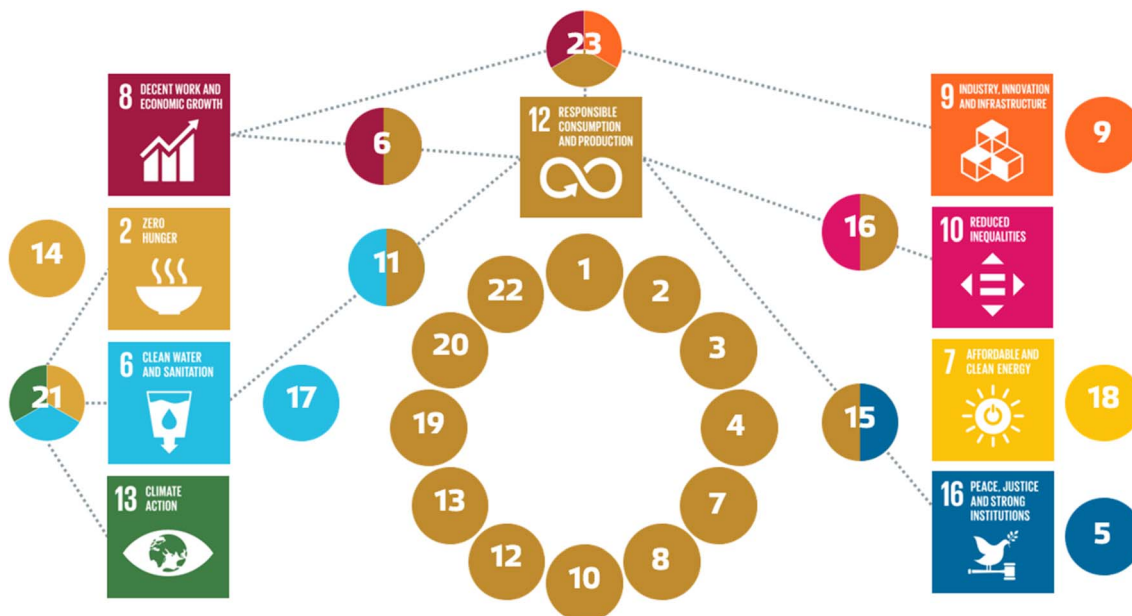 23
8 DECENT WORK AND
ECONOMIC GROWTH
6
12 RESPONSIBLE
CONSUMPTION
AND PRODUCTION
9 INDUSTRY, INNOVATION
AND INFRASTRUCTURE
9
14
2 ZERO
HUNGER
11
16
10 REDUCED
INEQUALITIES
1
22
2
20
3
21
6 CLEAN WATER
AND SANITATION
17
19
4
15
7 AFFORDABLE AND
CLEAN ENERGY
18
13 CLIMATE
ACTION
13
7
12
8
10
16 PEACE, JUSTICE
AND STRONG
INSTITUTIONS
5